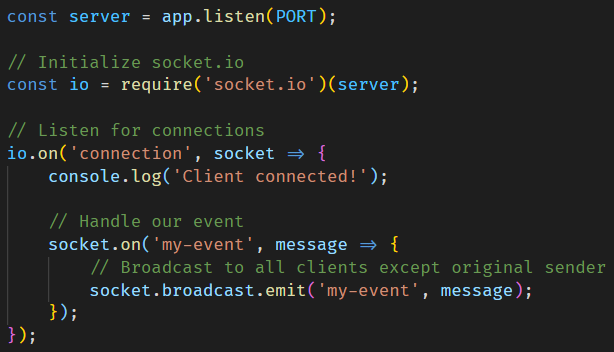 const server = app.listen(PORT);

// Initialize socket.io
const io = require('socket.io')(server);

// Listen for connections
io.on('connection', socket => {
    console.log('Client connected!');

    // Handle our event
    socket.on('my-event', message => {
        // Broadcast to all clients except original sender
        socket.broadcast.emit('my-event', message);
    });
});